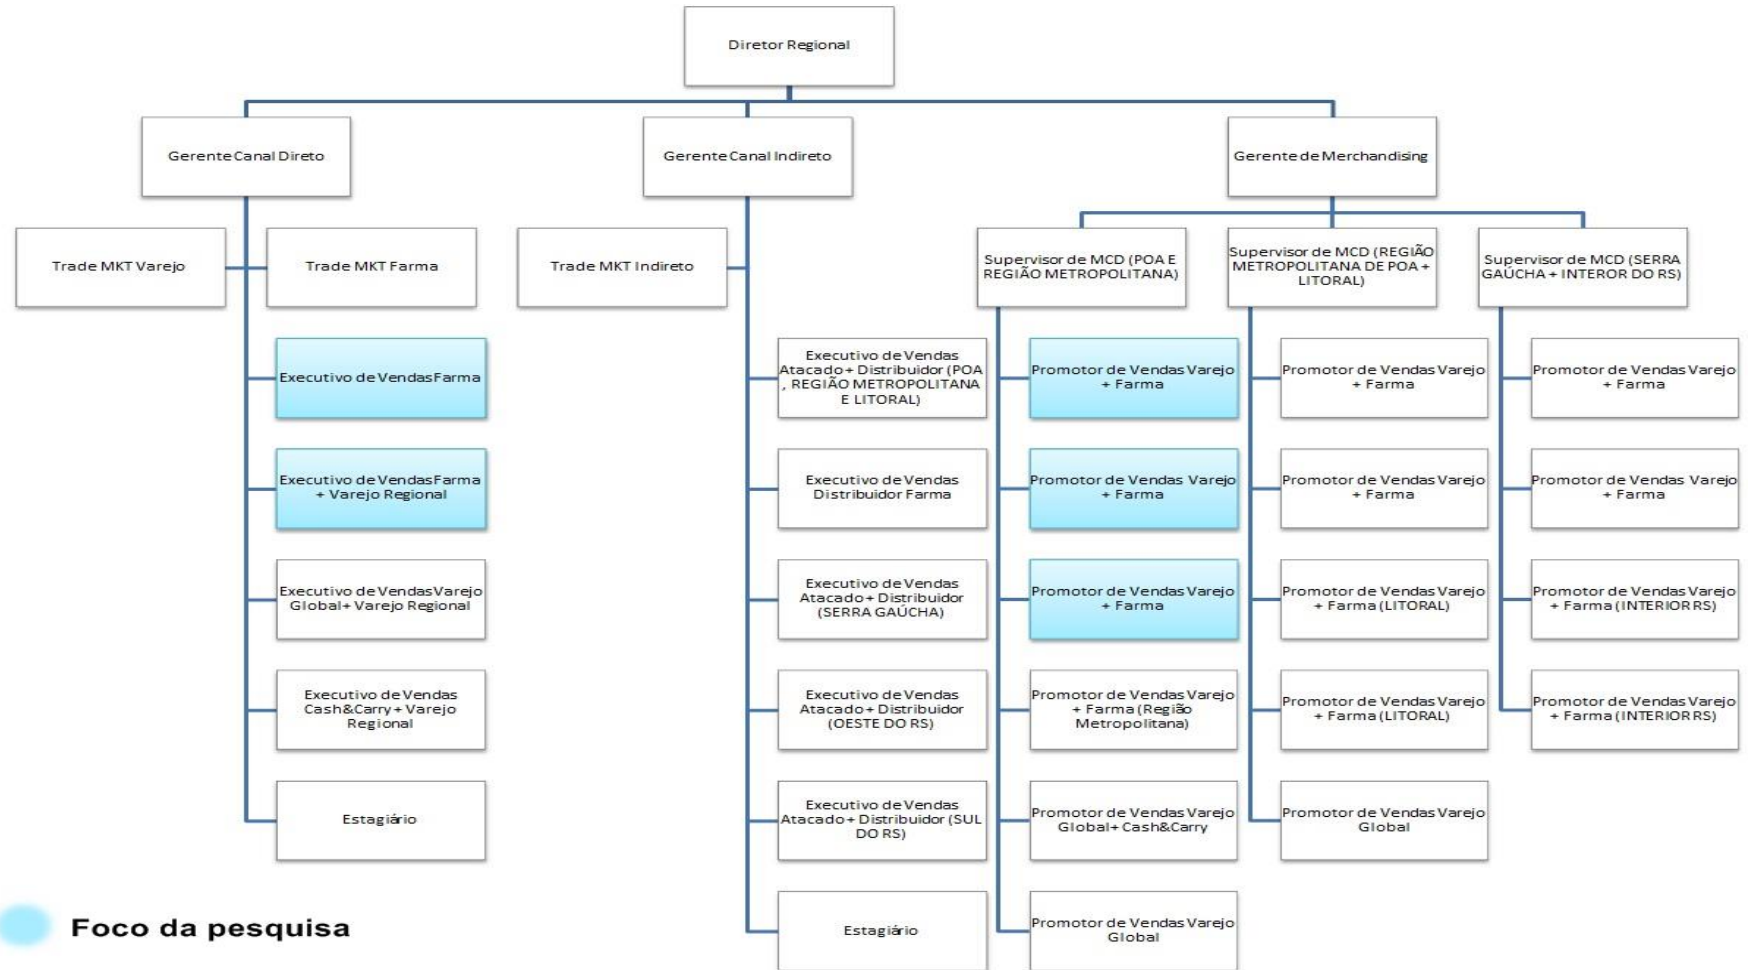 Diretor Regional
Gerente Canal Direto
Gerente Canal Indireto
Gerente de Merchandising
Trade MKT Varejo
Trade MKT Farma
Trade MKT Indireto
Supervisor de MCD (POA E
REGIÃO METROPOLITANA)
Supervisor de MCD (REGIÃO
METROPOLITANA DE POA +
LITORAL)
Supervisor de MCD (SERRA
GAÚCHA + INTEROR DO RS)
Executivo de Vendas Farma
Executivo de Vendas
Atacado + Distribuidor (POA
, REGIÃO METROPOLITANA
E LITORAL)
Promotor de Vendas Varejo
+ Farma
Promotor de Vendas Varejo
+ Farma
Promotor de Vendas Varejo
+ Farma
Executivo de Vendas Farma
+ Varejo Regional
Executivo de Vendas
Distribuidor Farma
Promotor de Vendas Varejo
+ Farma
Promotor de Vendas Varejo
+ Farma
Promotor de Vendas Varejo
+ Farma
Executivo de Vendas Varejo
Global + Varejo Regional
Executivo de Vendas
Atacado + Distribuidor
(SERRA GAÚCHA)
Promotor de Vendas Varejo
+ Farma
Promotor de Vendas Varejo
+ Farma (LITORAL)
Promotor de Vendas Varejo
+ Farma (INTERIOR RS)
Executivo de Vendas
Cash&Carry + Varejo
Regional
Executivo de Vendas
Atacado + Distribuidor
(OESTE DO RS)
Promotor de Vendas Varejo
+ Farma (Região
Metropolitana)
Promotor de Vendas Varejo
+ Farma (LITORAL)
Promotor de Vendas Varejo
+ Farma (INTERIOR RS)
Estagiário
Executivo de Vendas
Atacado + Distribuidor (SUL
DO RS)
Promotor de Vendas Varejo
Global + Cash&Carry
Promotor de Vendas Varejo
Global
Estagiário
Promotor de Vendas Varejo
Global
Foco da pesquisa